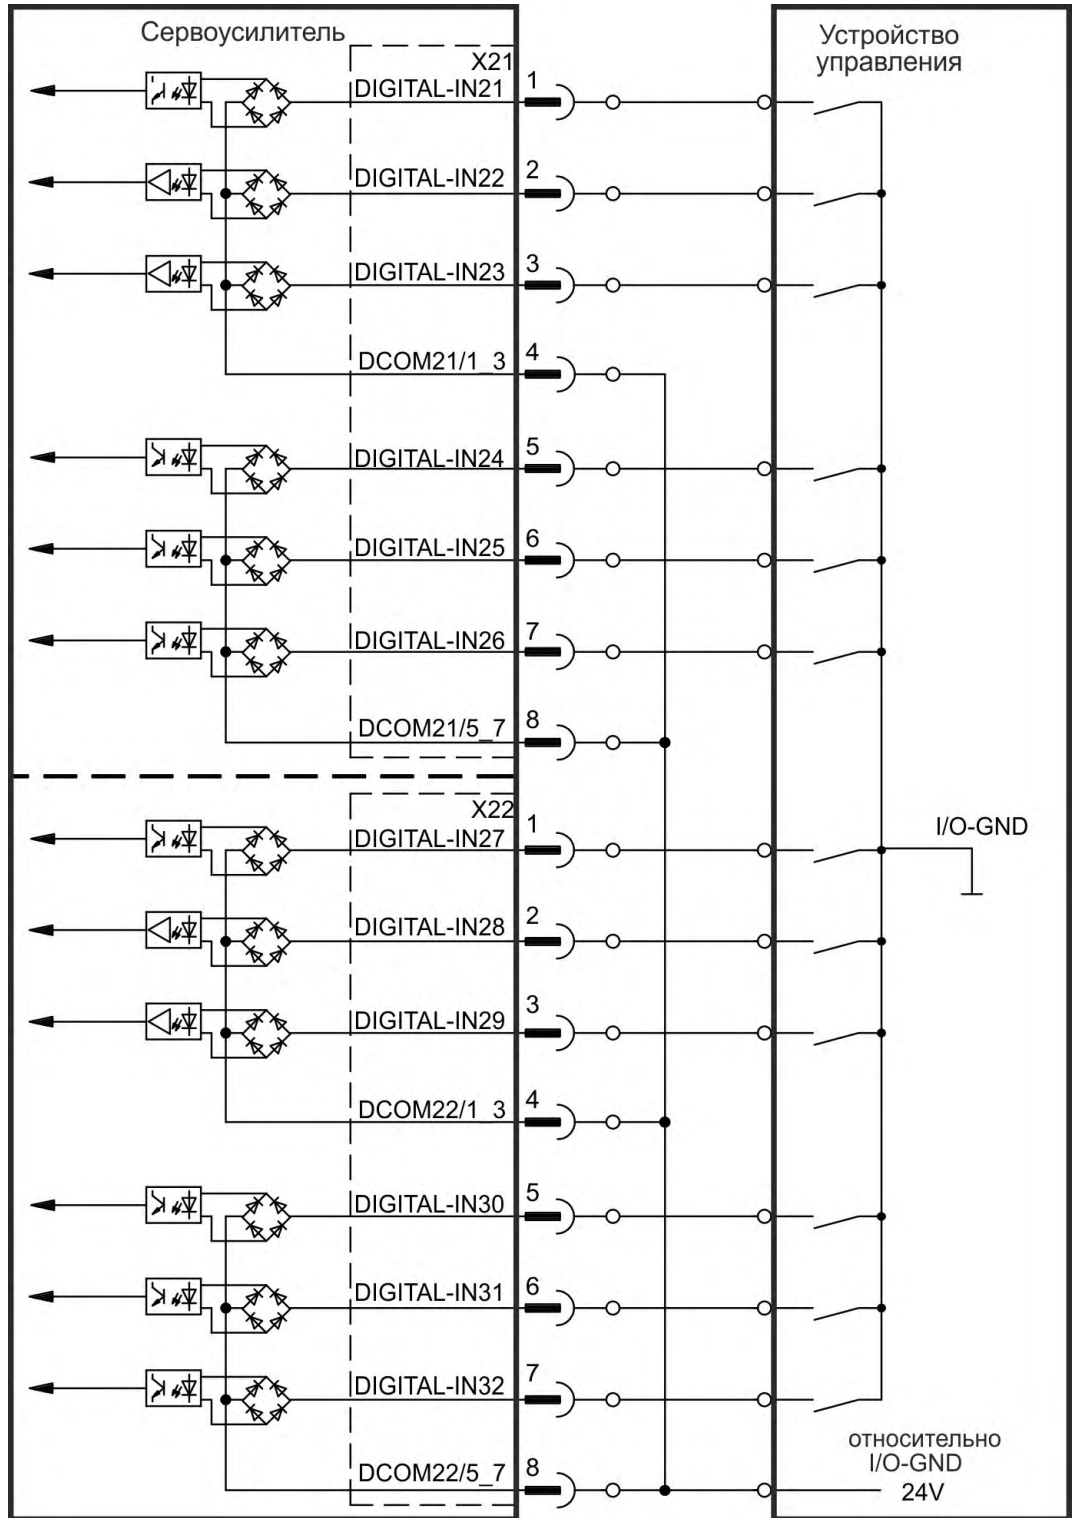 Сервоусилитель
Устройство
управления
X21
DIGITAL-IN21
1
DIGITAL-IN22
2
DIGITAL-IN23
3
DCOM21/1_3
4
DIGITAL-IN24
5
DIGITAL-IN25
6
DIGITAL-IN26
7
DCOM21/5_7
8
X22
DIGITAL-IN27
1
I/O-GND
DIGITAL-IN28
2
DIGITAL-IN29
3
DCOM22/1_3
4
DIGITAL-IN30
5
DIGITAL-IN31
6
DIGITAL-IN32
7
DCOM22/5_7
8
относительно
I/O-GND
24V